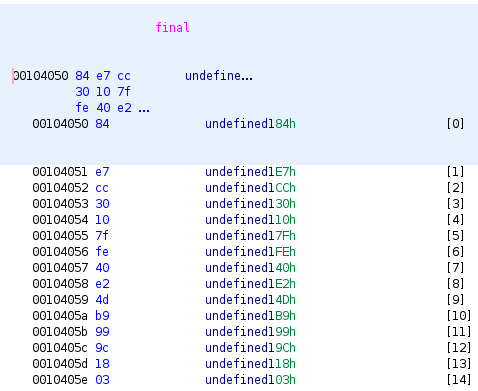 final
00104050 84 e7 cc undefine...
30 10 7f
fe 40 e2 ...
00104050 84 undefined184h [0]
00104051 e7 undefined1E7h [1]
00104052 cc undefined1CCh [2]
00104053 30 undefined130h [3]
00104054 10 undefined110h [4]
00104055 7f undefined17Fh [5]
00104056 fe undefined1FEh [6]
00104057 40 undefined140h [7]
00104058 e2 undefined1E2h [8]
00104059 4d undefined14Dh [9]
0010405a b9 undefined1B9h [10]
0010405b 99 undefined199h [11]
0010405c 9c undefined19Ch [12]
0010405d 18 undefined118h [13]
0010405e 03 undefined103h [14]